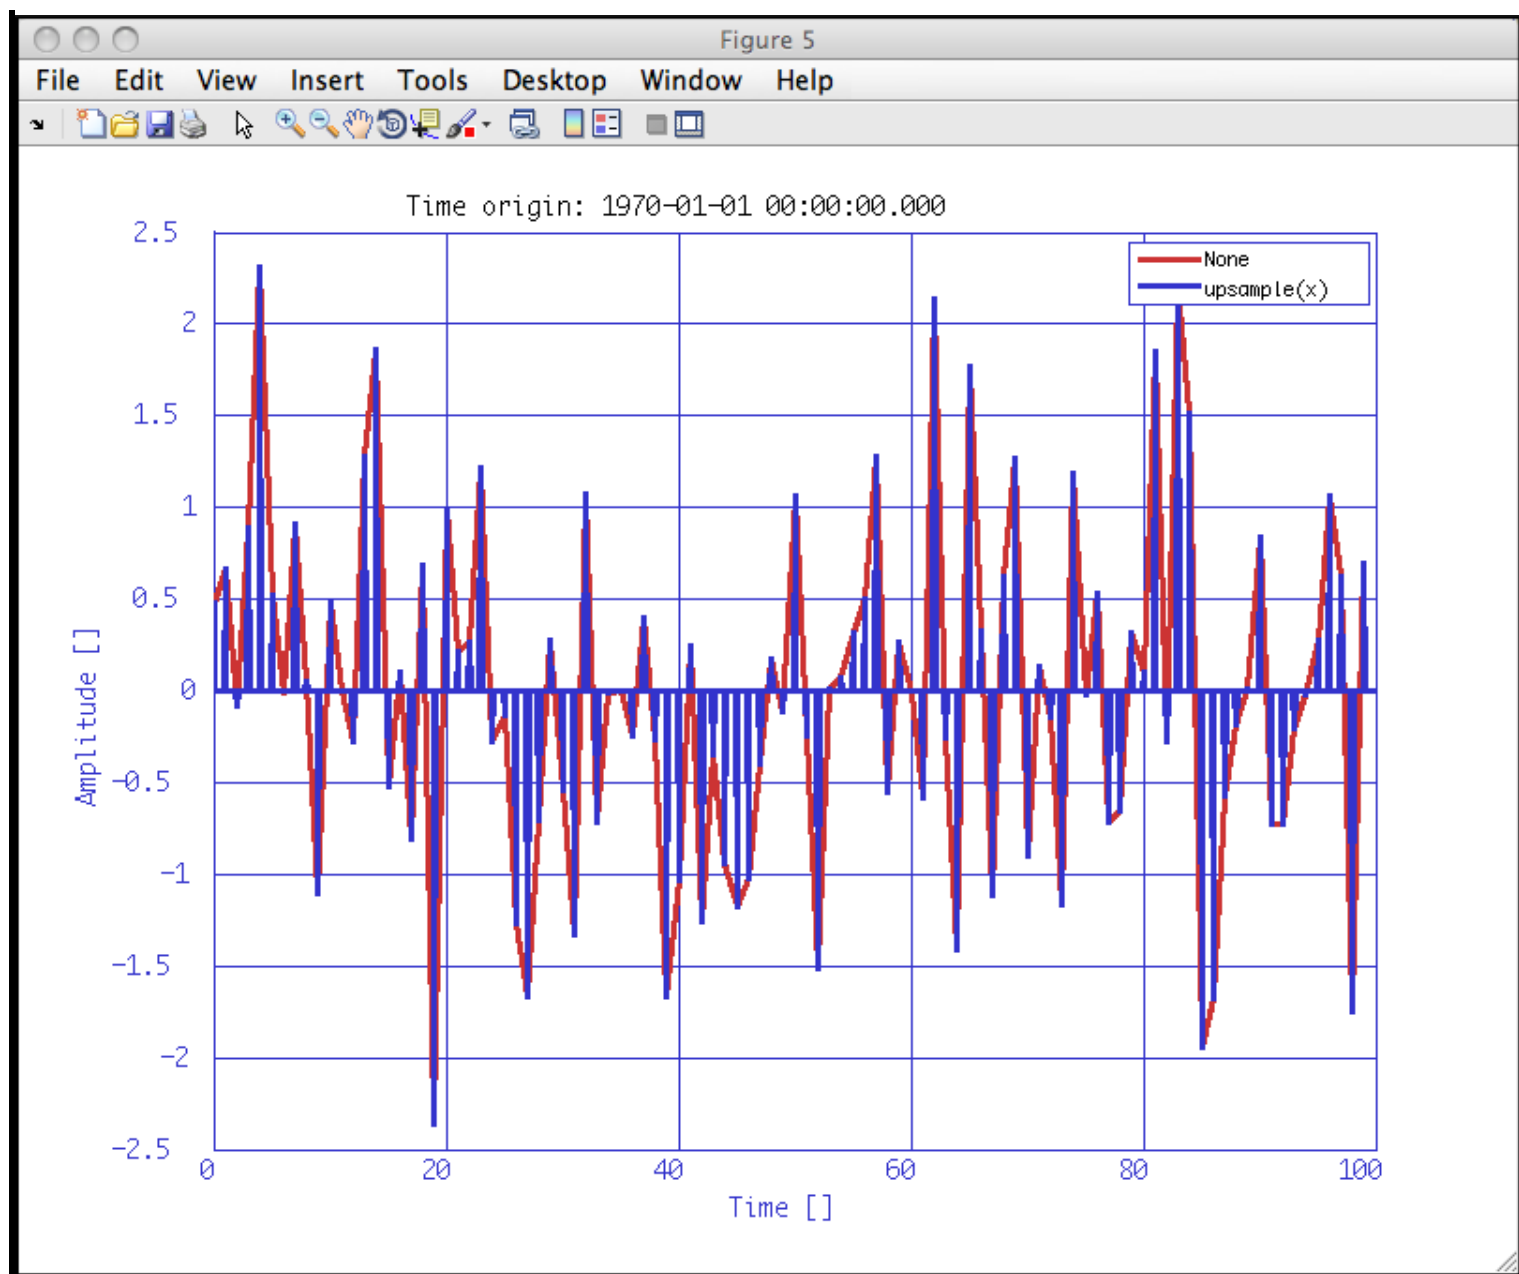 Figure 5
File Edit View Insert Tools Desktop Window Help
Time origin: 1970-01-01 00:00:00.000
None
upsample(x)
2.5
2
1.5
1
0.5
0
-0.5
-1
-1.5
-2
-2.5
Amplitude []
0 20 40 60 80 100
Time []